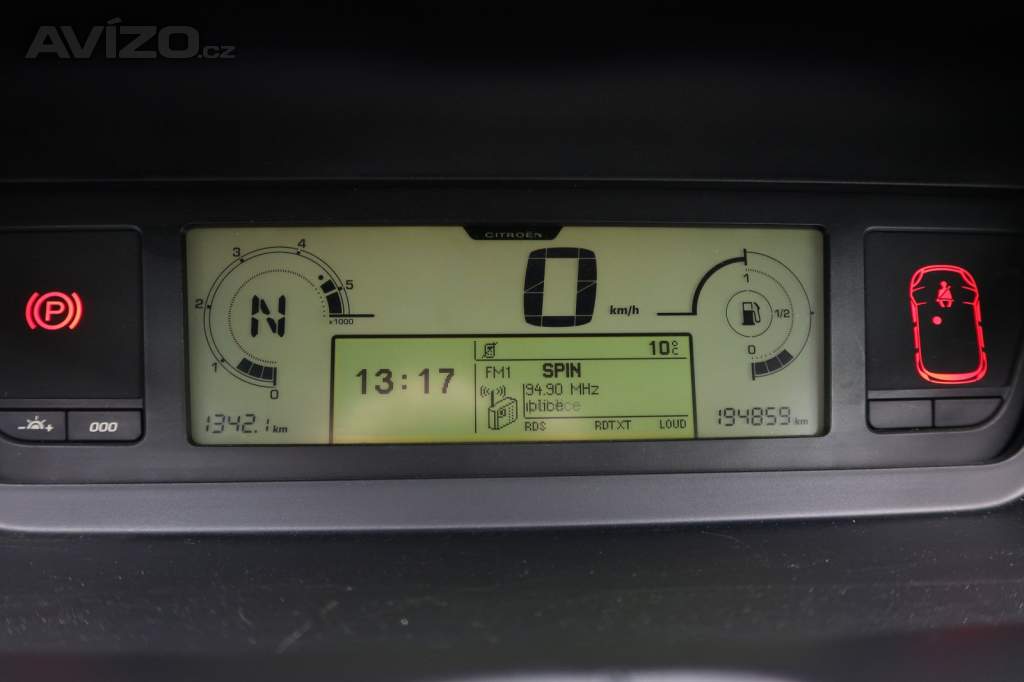 AVÍZO.cz
CITROËN
3 4
2 5
x1000
N
1
0
0 km/h
1
1/2
0
P
13:17
10°C
FM1 SPIN
94.90 MHz
RDS RDTXT LOUD
1342.1 km
194859 km
- +
000